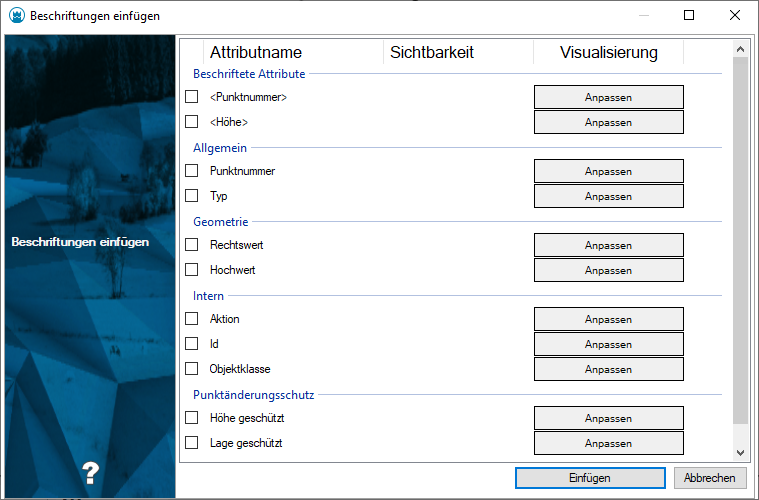 Beschriftungen einfügen
Attributname Sichtbarkeit Visualisierung
Beschriftete Attribute
<Punktnummer> Anpassen
<Höhe> Anpassen
Allgemein
Punktnummer Anpassen
Typ Anpassen
Beschriftungen einfügen
Geometrie
Rechtswert Anpassen
Hochwert Anpassen
Intern
Aktion Anpassen
Id Anpassen
Objektklasse Anpassen
Punktänderungsschutz
Höhe geschützt Anpassen
Lage geschützt Anpassen
?
Einfügen Abbrechen